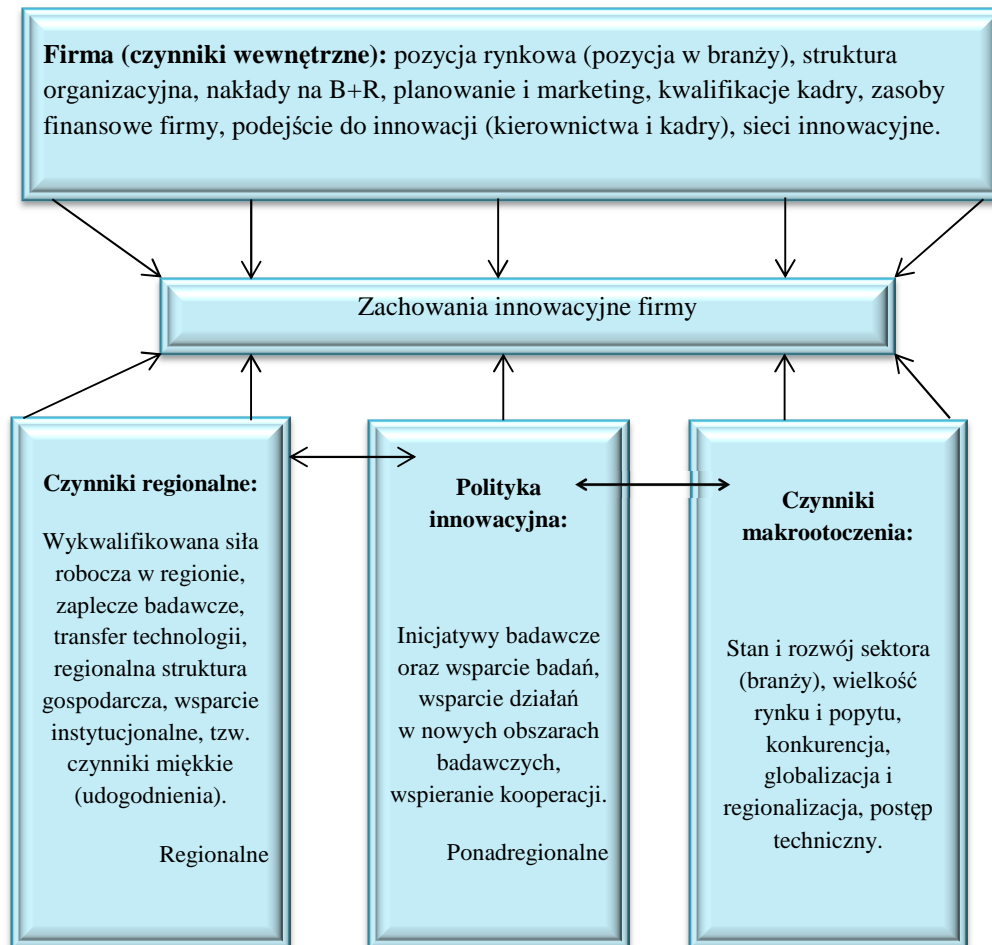 Firma (czynniki wewnętrzne): pozycja rynkowa (pozycja w branży), struktura
organizacyjna, nakłady na B+R, planowanie i marketing, kwalifikacje kadry, zasoby
finansowe firmy, podejście do innowacji (kierownictwa i kadry), sieci innowacyjne.
Zachowania innowacyjne firmy
Czynniki regionalne:
Wykwalifikowana siła
robocza w regionie,
zaplecze badawcze,
transfer technologii,
regionalna struktura
gospodarcza, wsparcie
instytucjonalne, tzw.
czynniki miękkie
(udogodnienia).
Regionalne
Polityka
innowacyjna:
Inicjatywy badawcze
oraz wsparcie badań,
wsparcie działań
w nowych obszarach
badawczych,
wspieranie kooperacji.
Ponadregionalne
Czynniki
makrootoczenia:
Stan i rozwój sektora
(branży), wielkość
rynku i popytu,
konkurencja,
globalizacja i
regionalizacja, postęp
techniczny.